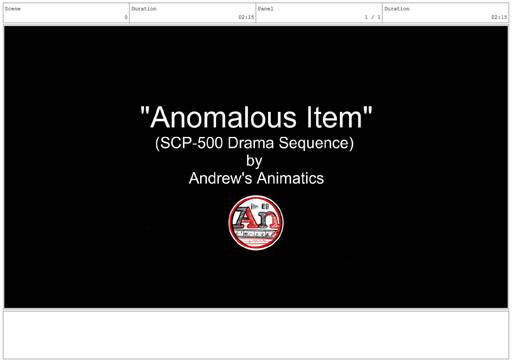 Scene Duration Panel Duration
0 02:15 1 / 1 02:15
"Anomalous Item"
(SCP-500 Drama Sequence)
by
Andrew's Animatics
An